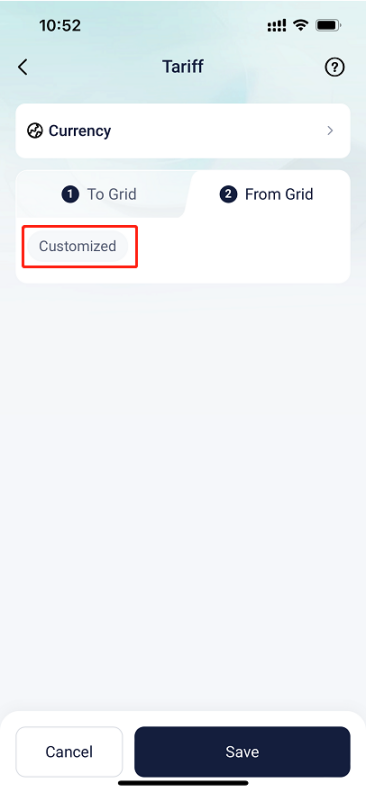 10:52
Tariff
Currency
1 To Grid
2 From Grid
Customized
Cancel
Save